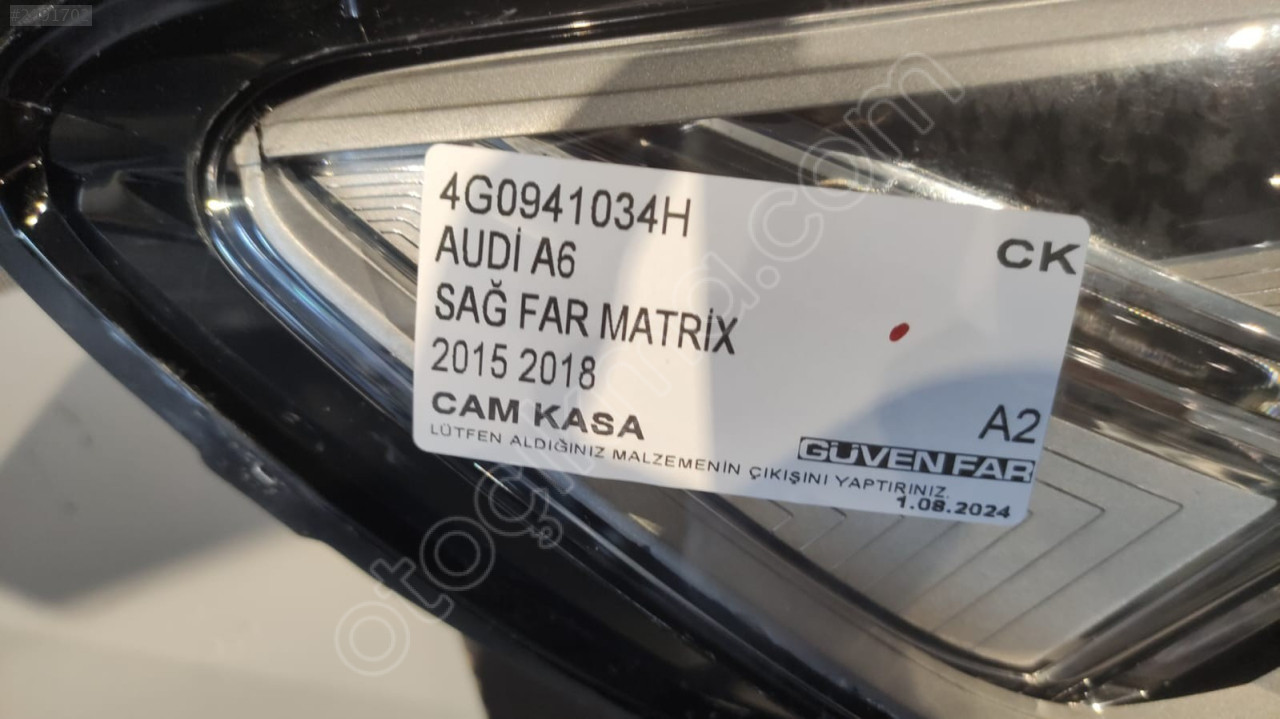 4G0941034H
AUDİ A6
SAĞ FAR MATRİX
2015 2018
CAM KASA
LÜTFEN ALDIĞINIZ MALZEMENİN ÇIKIŞINI YAPTIRINIZ.
CK
A2
GÜVEN FAR
1.08.2024
otoçıkma.com